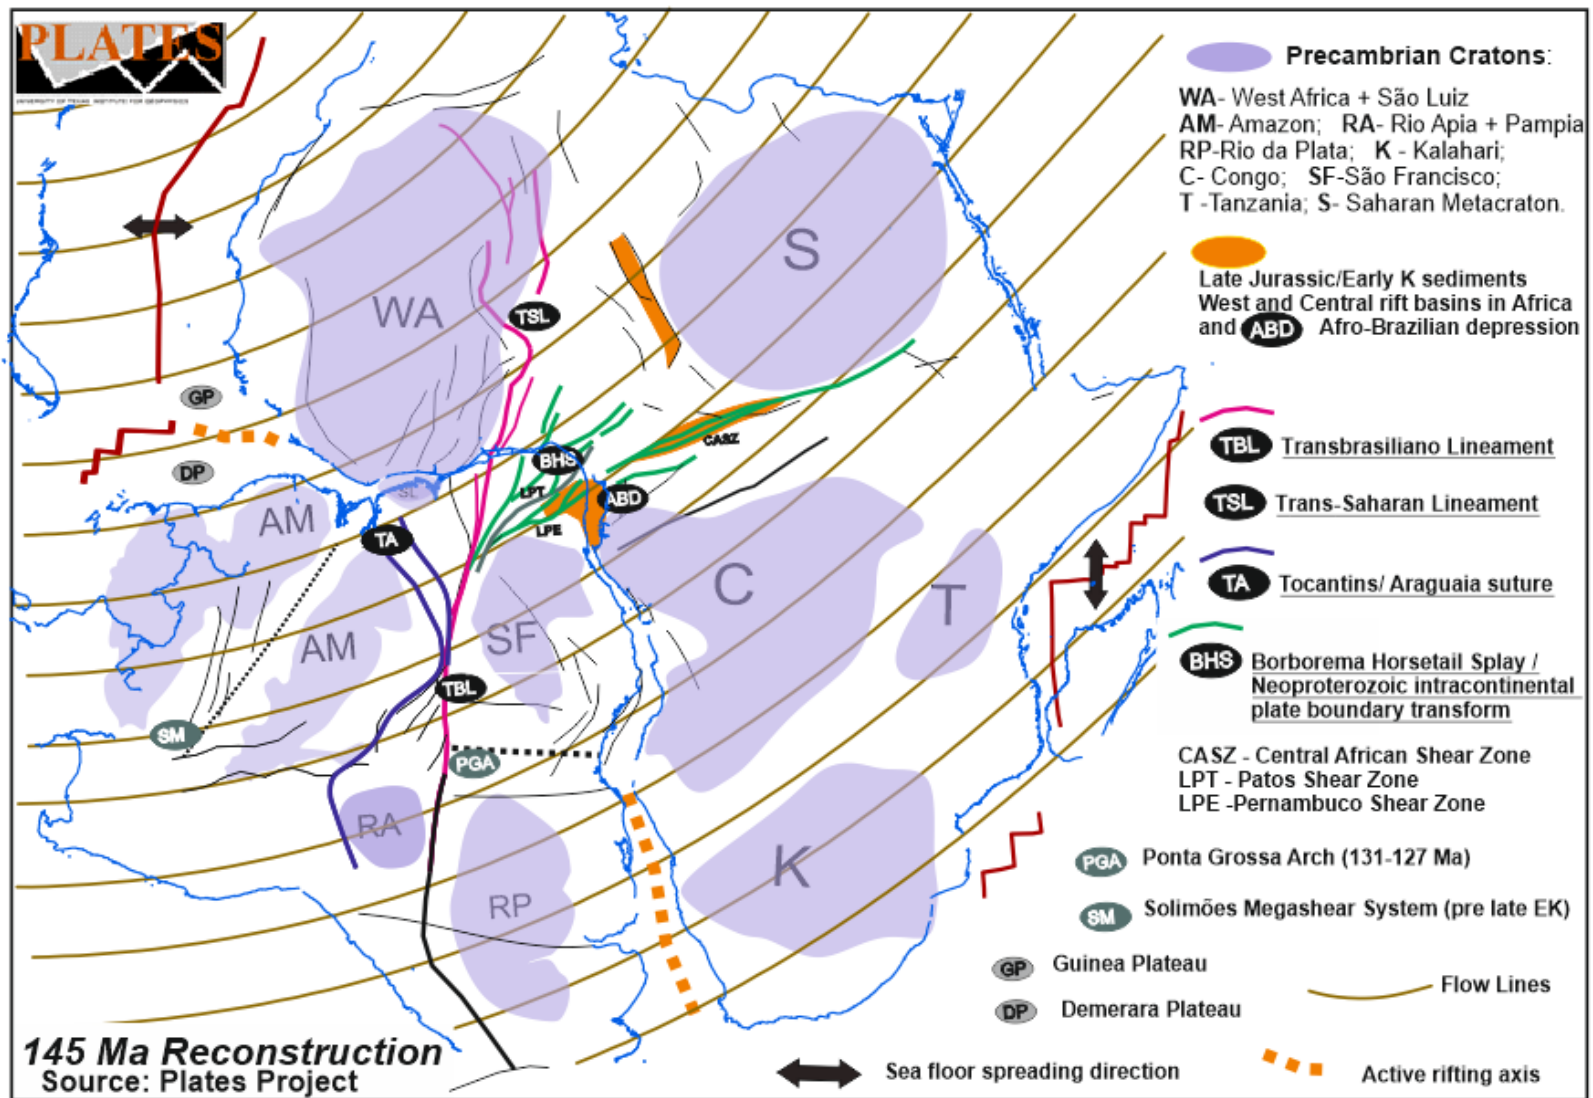 PLATES
UNIVERSITY OF TEXAS INSTITUTE FOR GEOPHYSICS
Precambrian Cratons:
WA- West Africa + São Luiz
AM- Amazon; RA- Rio Apia + Pampia
RP-Rio da Plata; K - Kalahari;
C- Congo; SF-São Francisco;
T -Tanzania; S- Saharan Metacraton.
Late Jurassic/Early K sediments
West and Central rift basins in Africa
and ABD Afro-Brazilian depression
TBL Transbrasiliano Lineament
TSL Trans-Saharan Lineament
TA Tocantins/ Araguaia suture
BHS Borborema Horsetail Splay /
Neoproterozoic intracontinental
plate boundary transform
CASZ - Central African Shear Zone
LPT - Patos Shear Zone
LPE -Pernambuco Shear Zone
PGA Ponta Grossa Arch (131-127 Ma)
SM Solimões Megashear System (pre late EK)
GP Guinea Plateau
DP Demerara Plateau
Flow Lines
Sea floor spreading direction
Active rifting axis
S
WA
TSL
GP
CASZ
BHS
DP
SL
LPT
ABD
AM
LPE
TA
C
T
SF
AM
TBL
SM
PGA
RA
K
RP
145 Ma Reconstruction
Source: Plates Project